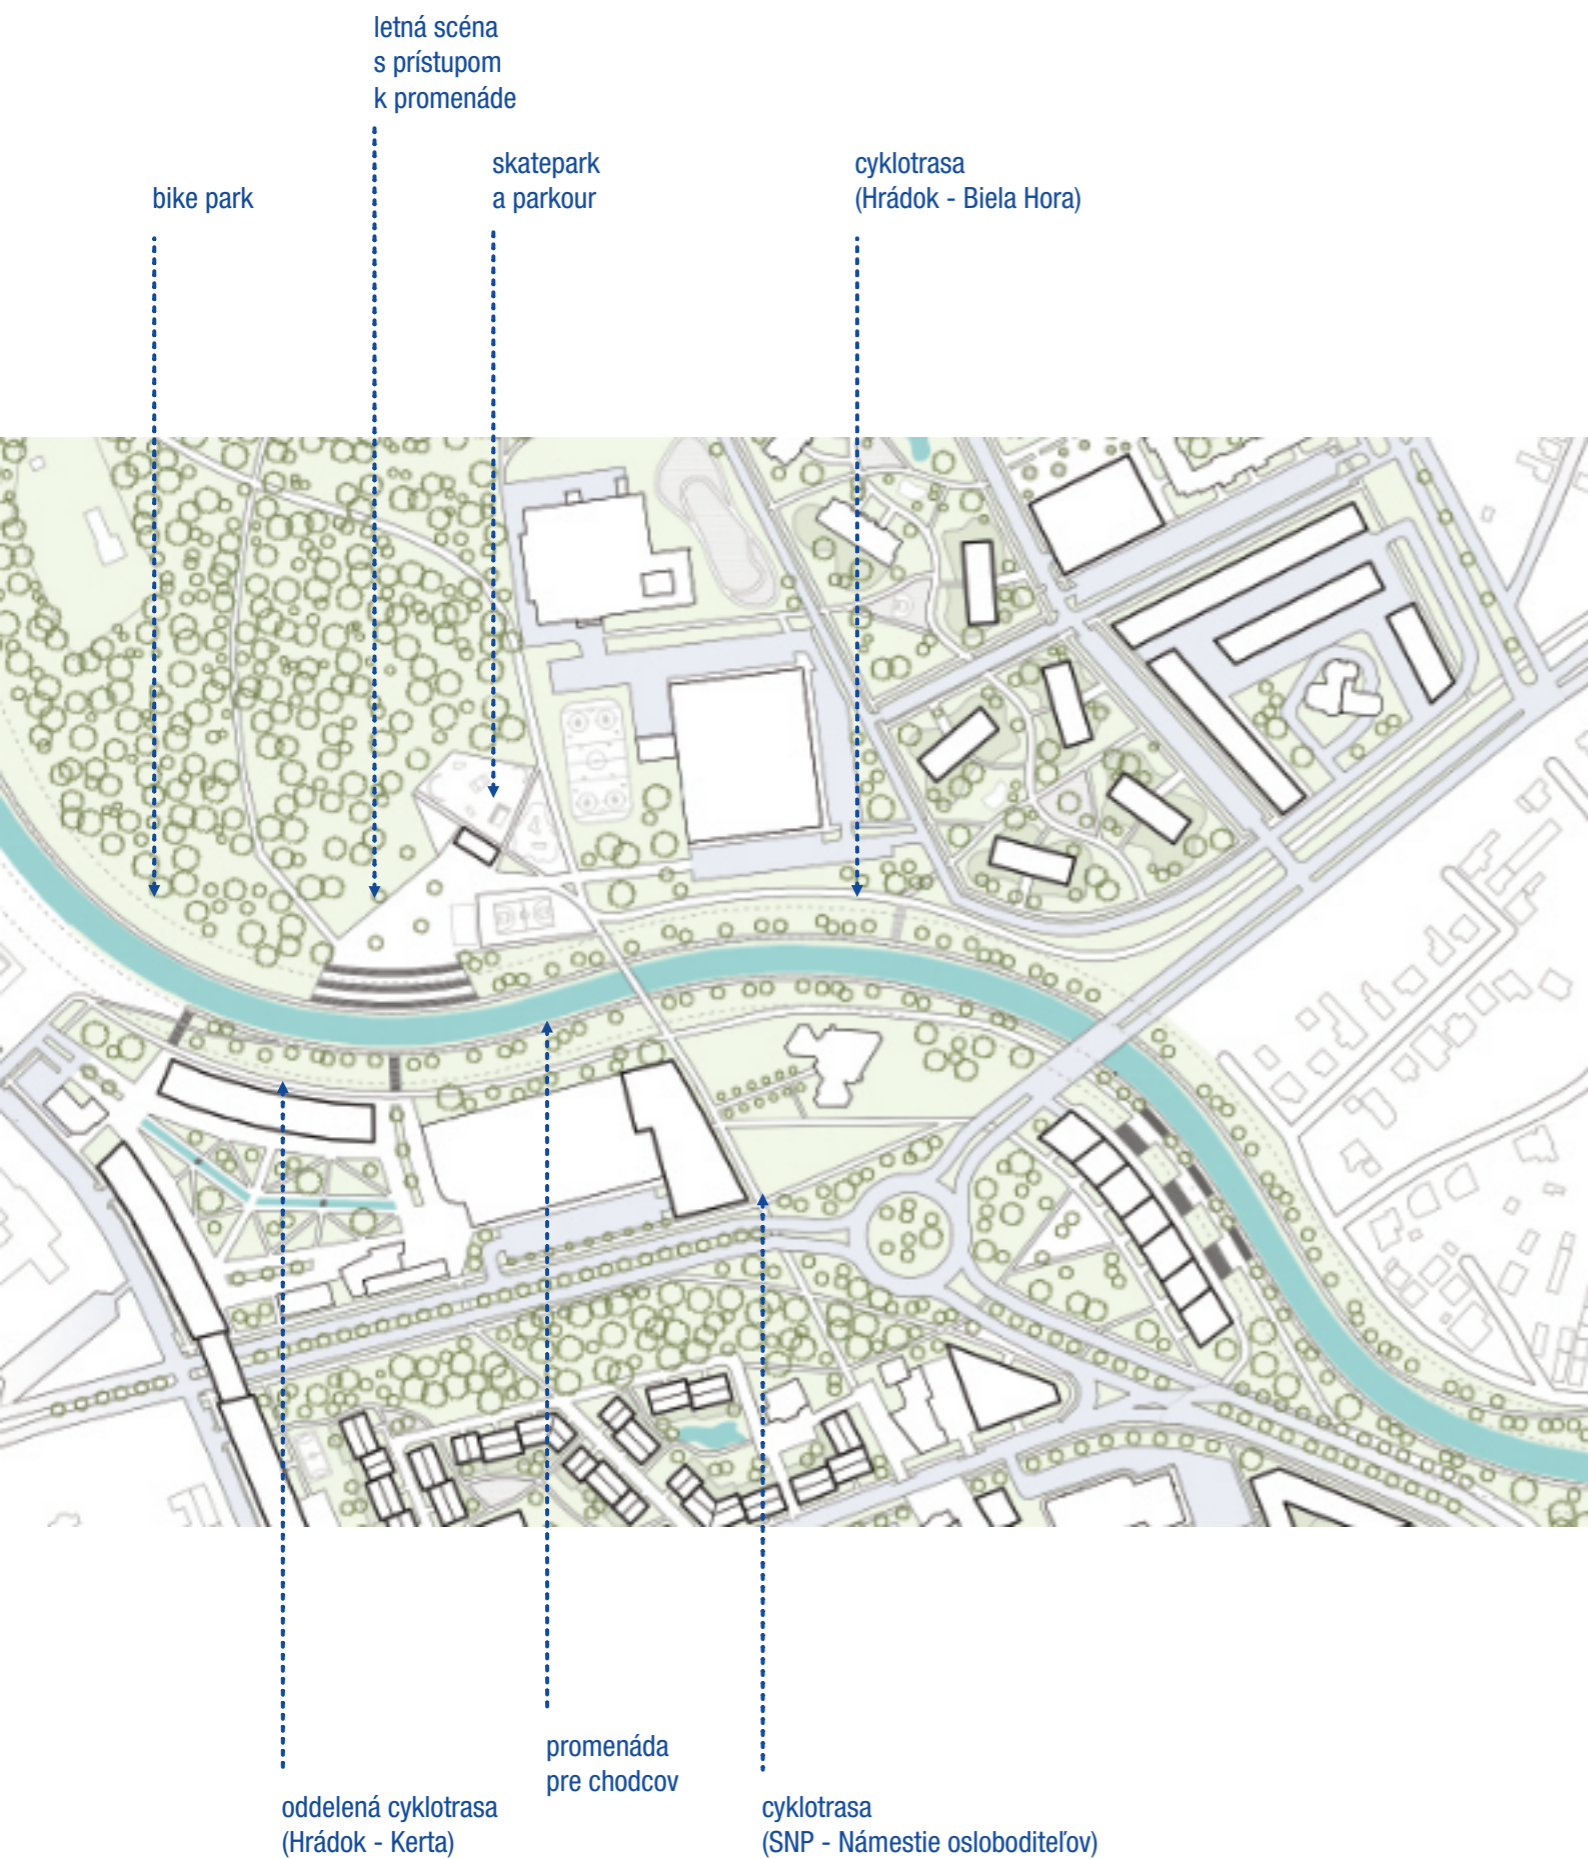 letná scéna
s prístupom
k promenáde
bike park
skatepark
a parkour
cyklotrasa
(Hrádok - Biela Hora)
promenáda
pre chodcov
oddelená cyklotrasa
(Hrádok - Kerta)
cyklotrasa
(SNP - Námestie osloboditeľov)